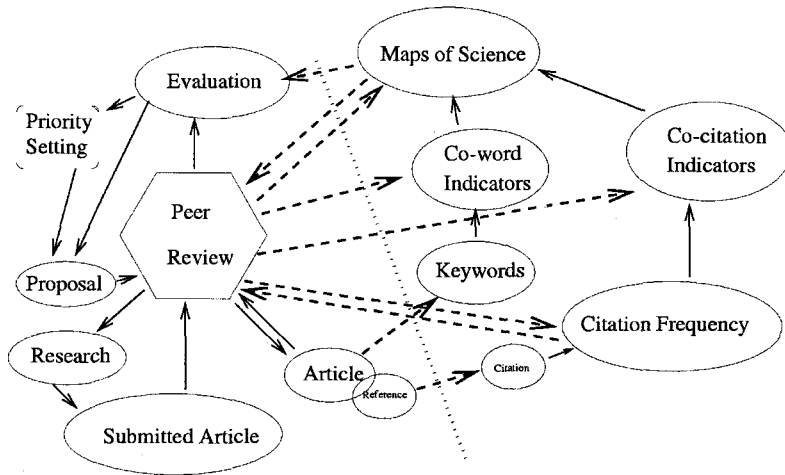 Maps of Science
Evaluation
Priority
Setting
Co-citation
Indicators
Co-word
Indicators
Peer
Review
Keywords
Proposal
Citation Frequency
Research
Article
Reference
Citation
Submitted Article